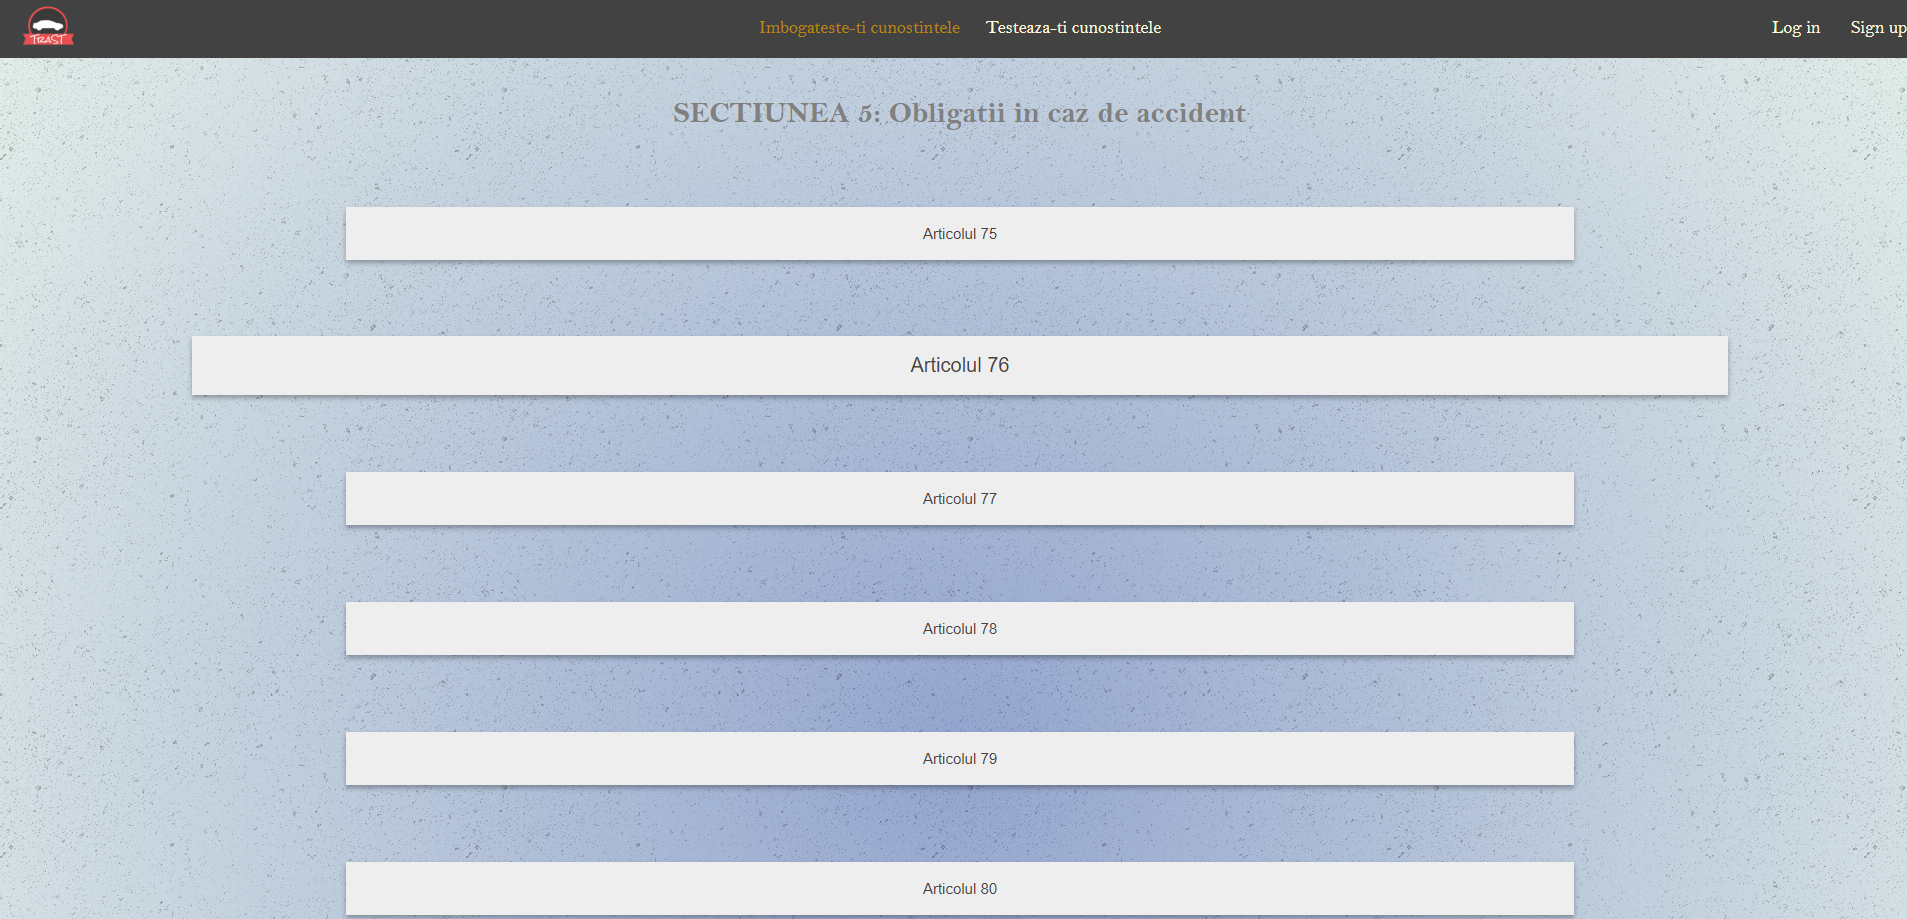 TRAST
Imbogateste-ti cunostintele Testeaza-ti cunostintele Log in Sign up
SECTIUNEA 5: Obligatii in caz de accident
Articolul 75
Articolul 76
Articolul 77
Articolul 78
Articolul 79
Articolul 80